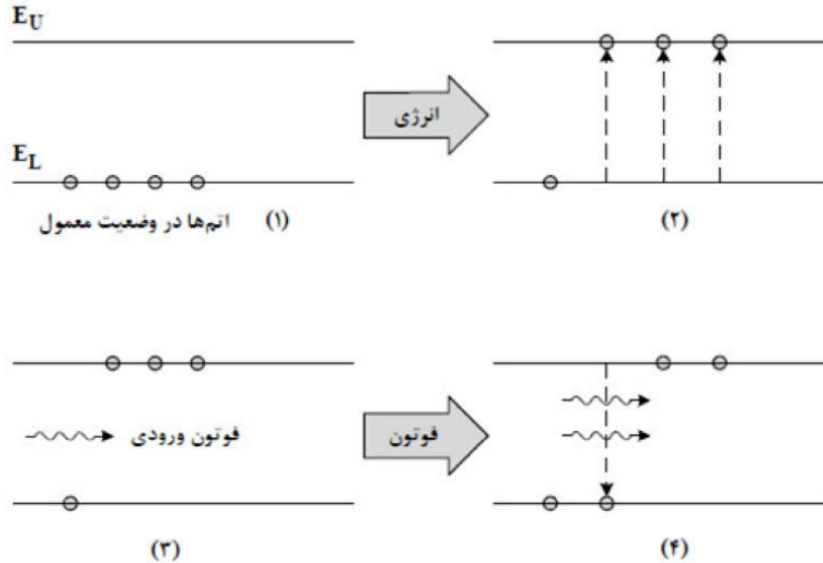 E_U
انرژی
E_L
اتم‌ها در وضعیت معمول (۱)
(۲)
فوتون ورودی
فوتون
(۳)
(۴)